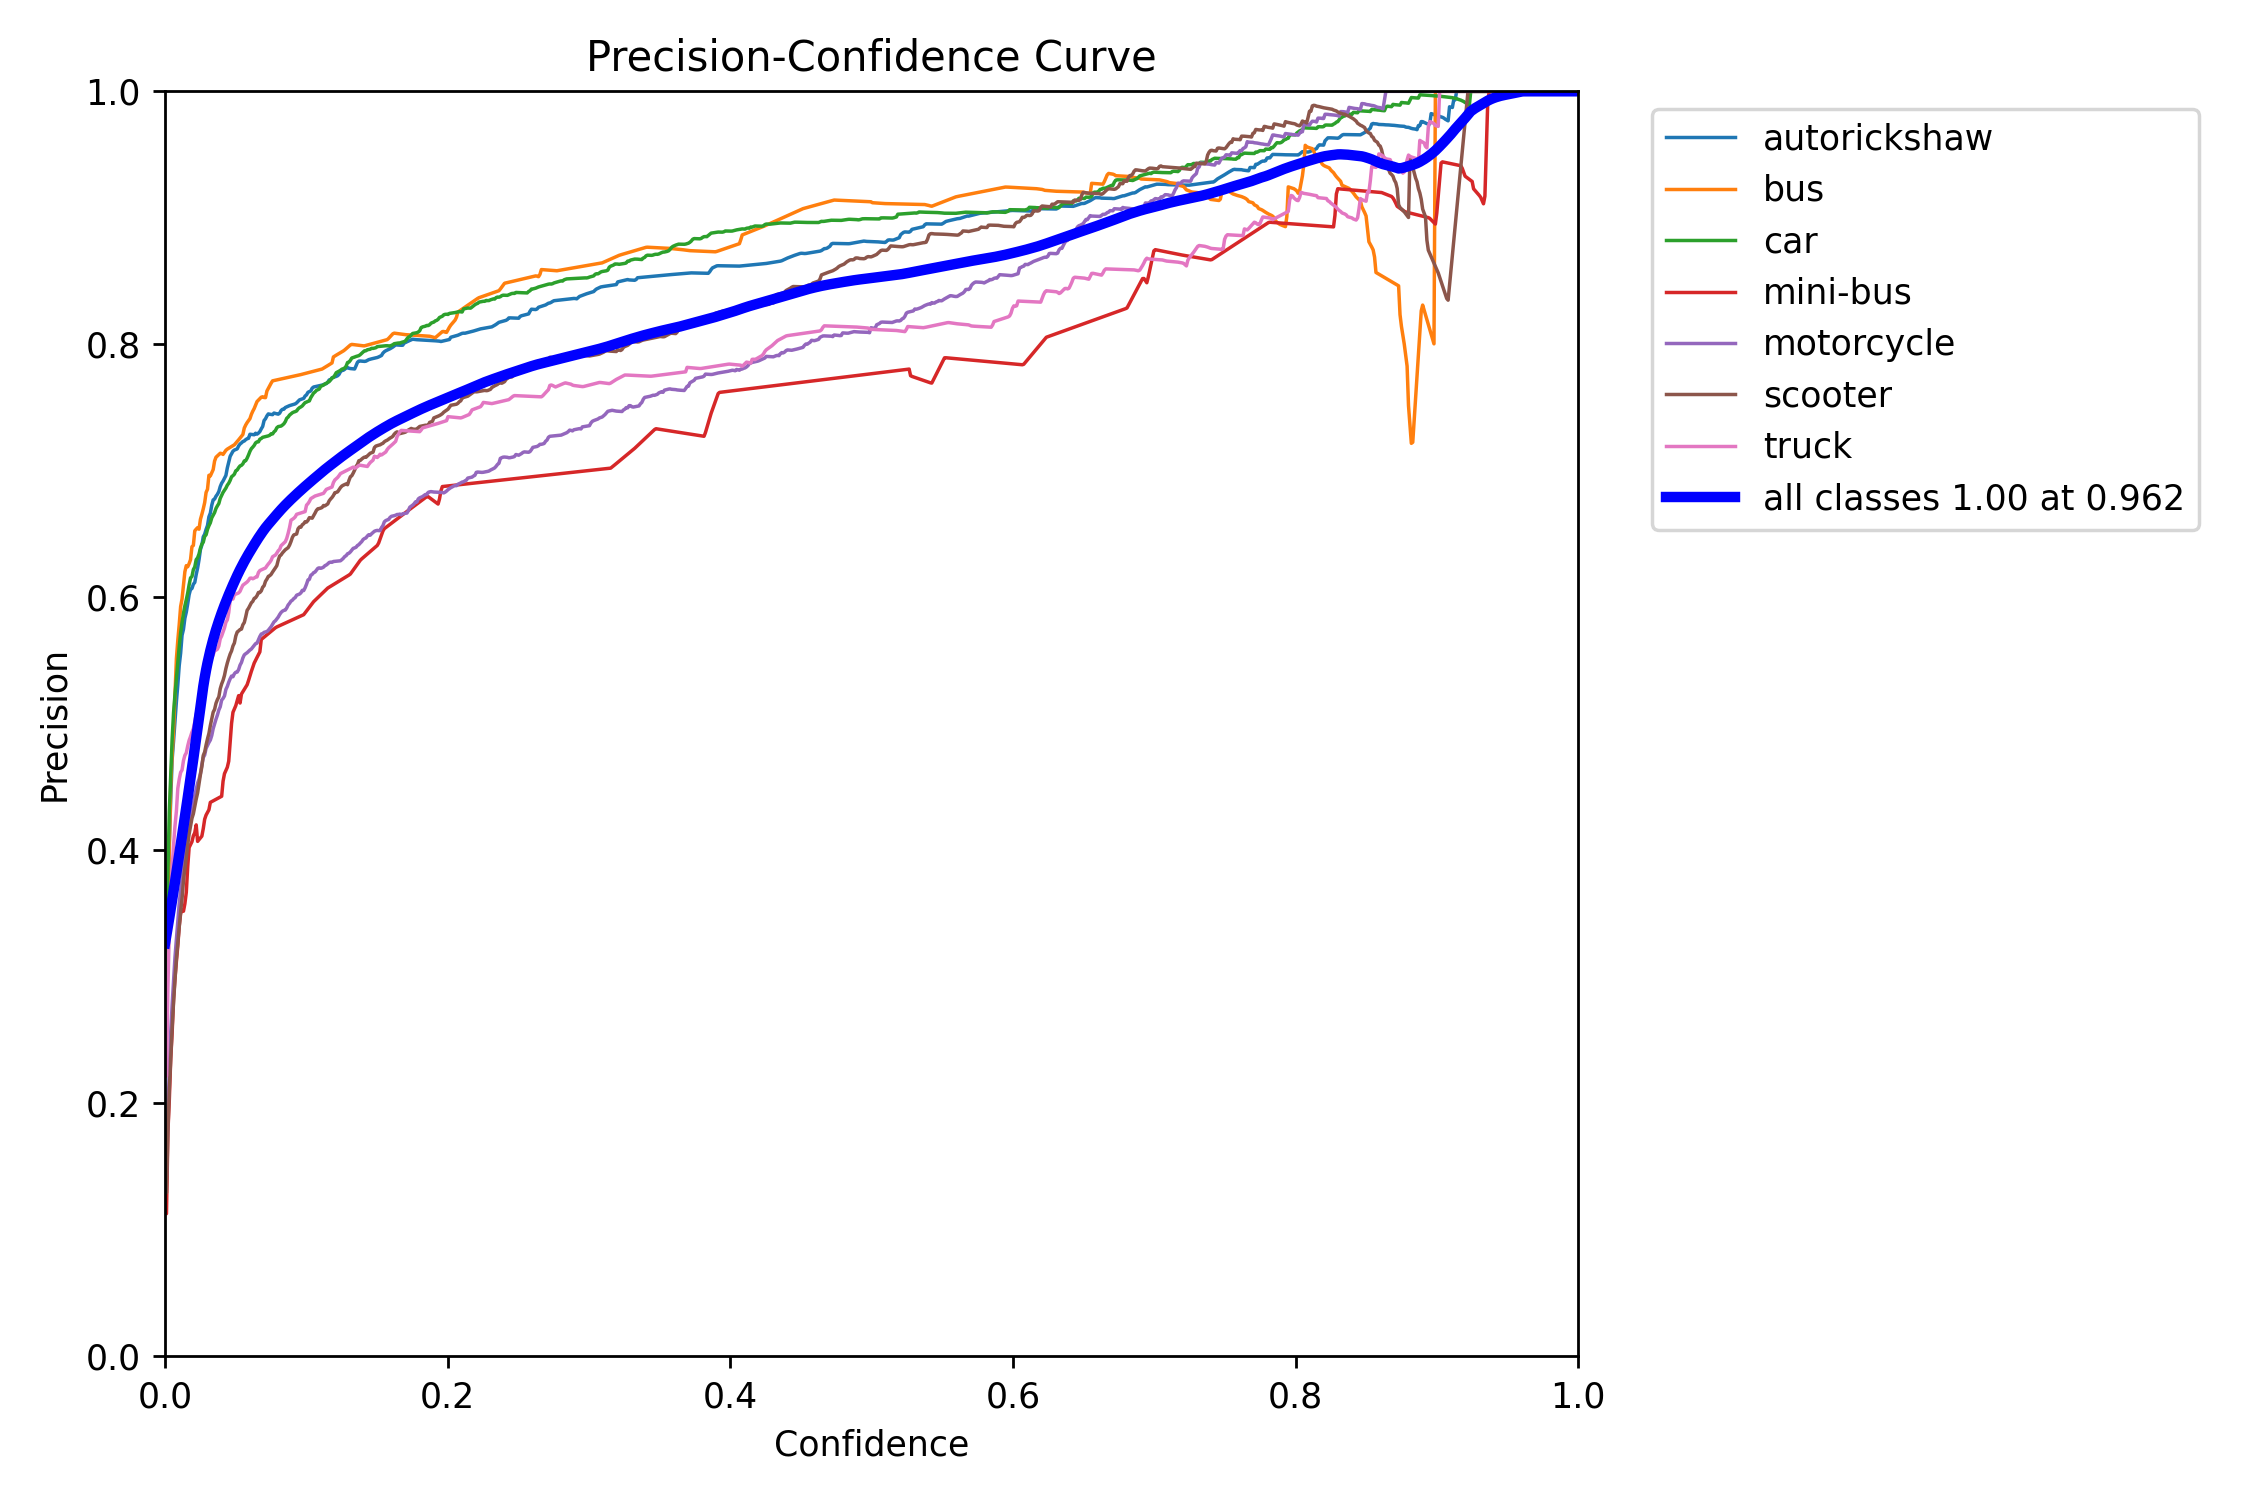 Precision-Confidence Curve
1.0
0.8
0.6
0.4
0.2
0.0
Precision
0.0 0.2 0.4 0.6 0.8 1.0
Confidence
autorickshaw
bus
car
mini-bus
motorcycle
scooter
truck
all classes 1.00 at 0.962